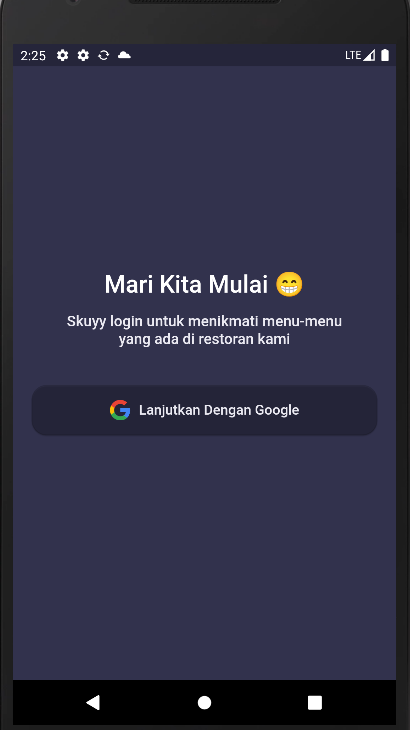 2:25
LTE
Mari Kita Mulai 😁
Skuyy login untuk menikmati menu-menu
yang ada di restoran kami
Lanjutkan Dengan Google